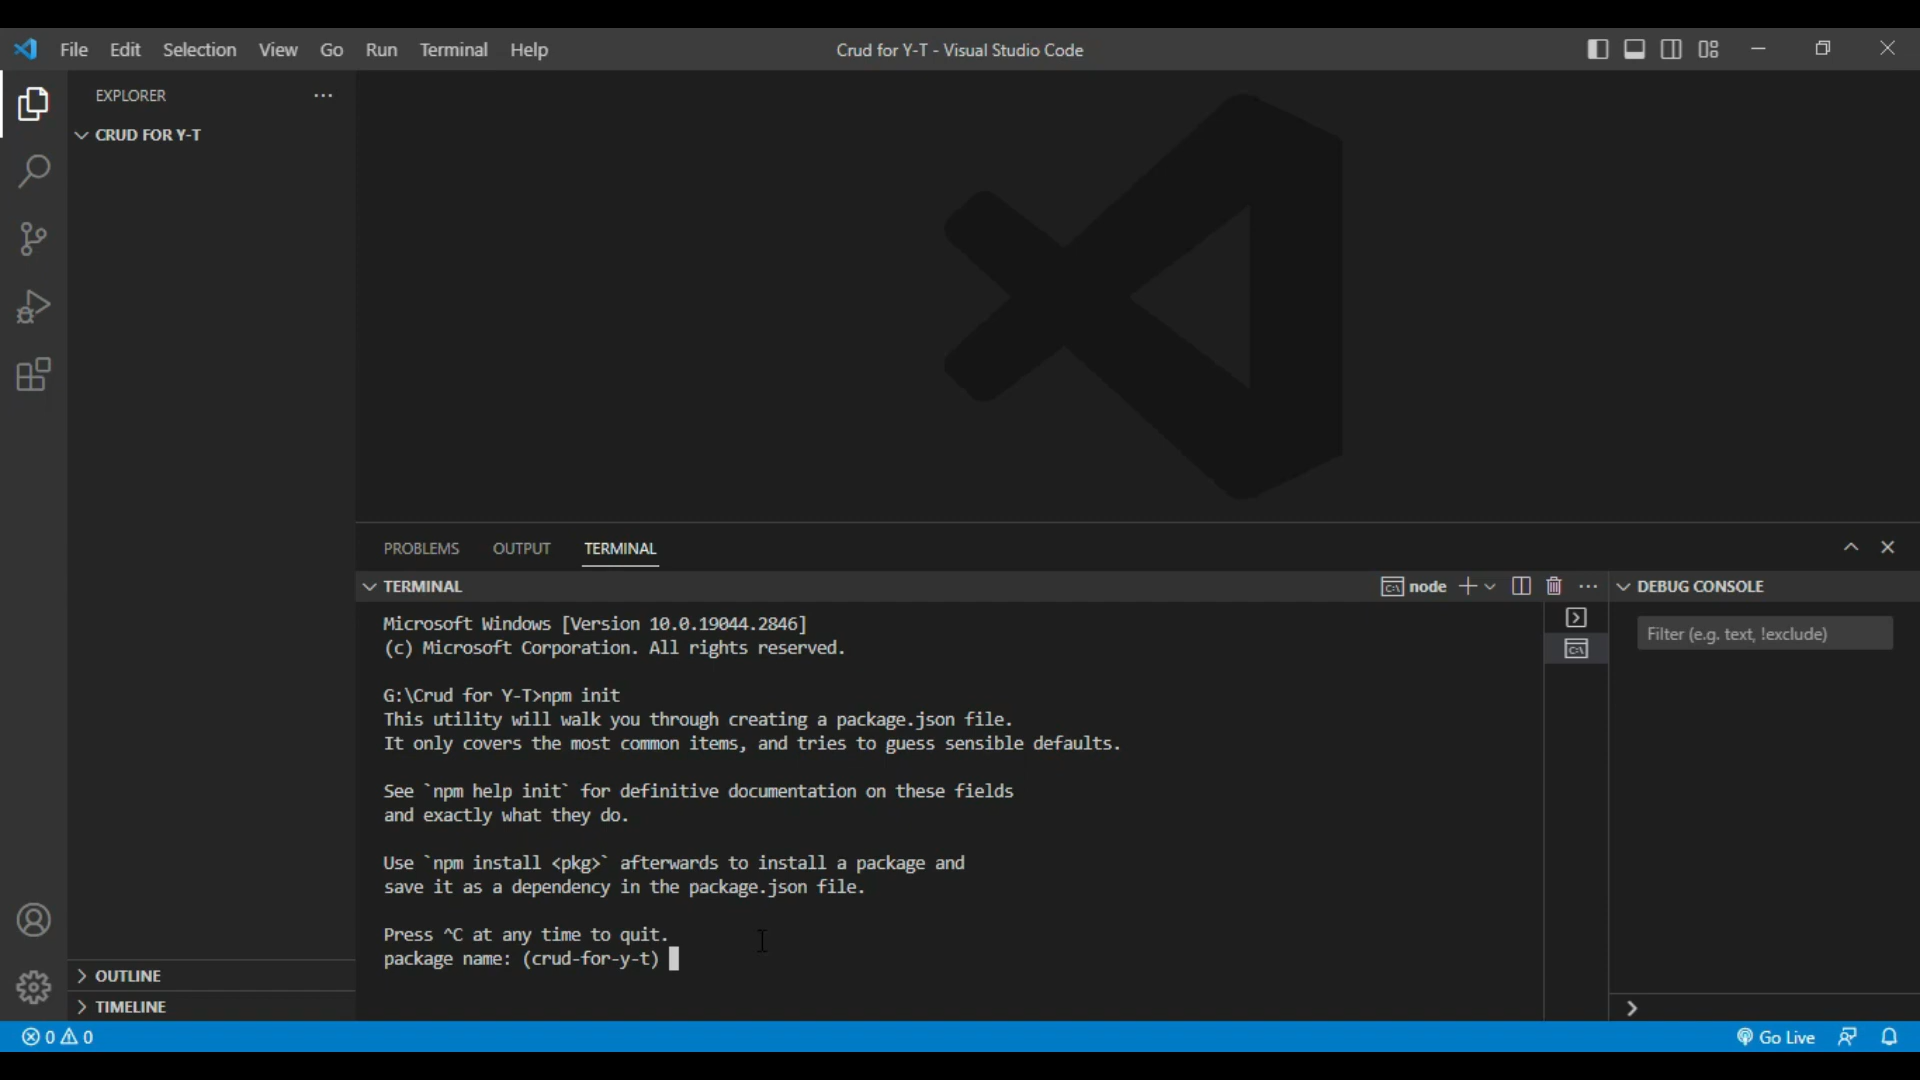 File Edit Selection View Go Run Terminal Help
Crud for Y-T - Visual Studio Code
EXPLORER
CRUD FOR Y-T
PROBLEMS OUTPUT TERMINAL
TERMINAL
node
DEBUG CONSOLE
Filter (e.g. text, !exclude)
Microsoft Windows [Version 10.0.19044.2846]
(c) Microsoft Corporation. All rights reserved.
G:\Crud for Y-T>npm init
This utility will walk you through creating a package.json file.
It only covers the most common items, and tries to guess sensible defaults.
See `npm help init` for definitive documentation on these fields
and exactly what they do.
Use `npm install <pkg>` afterwards to install a package and
save it as a dependency in the package.json file.
Press ^C at any time to quit.
package name: (crud-for-y-t)
OUTLINE
TIMELINE
0 0
Go Live